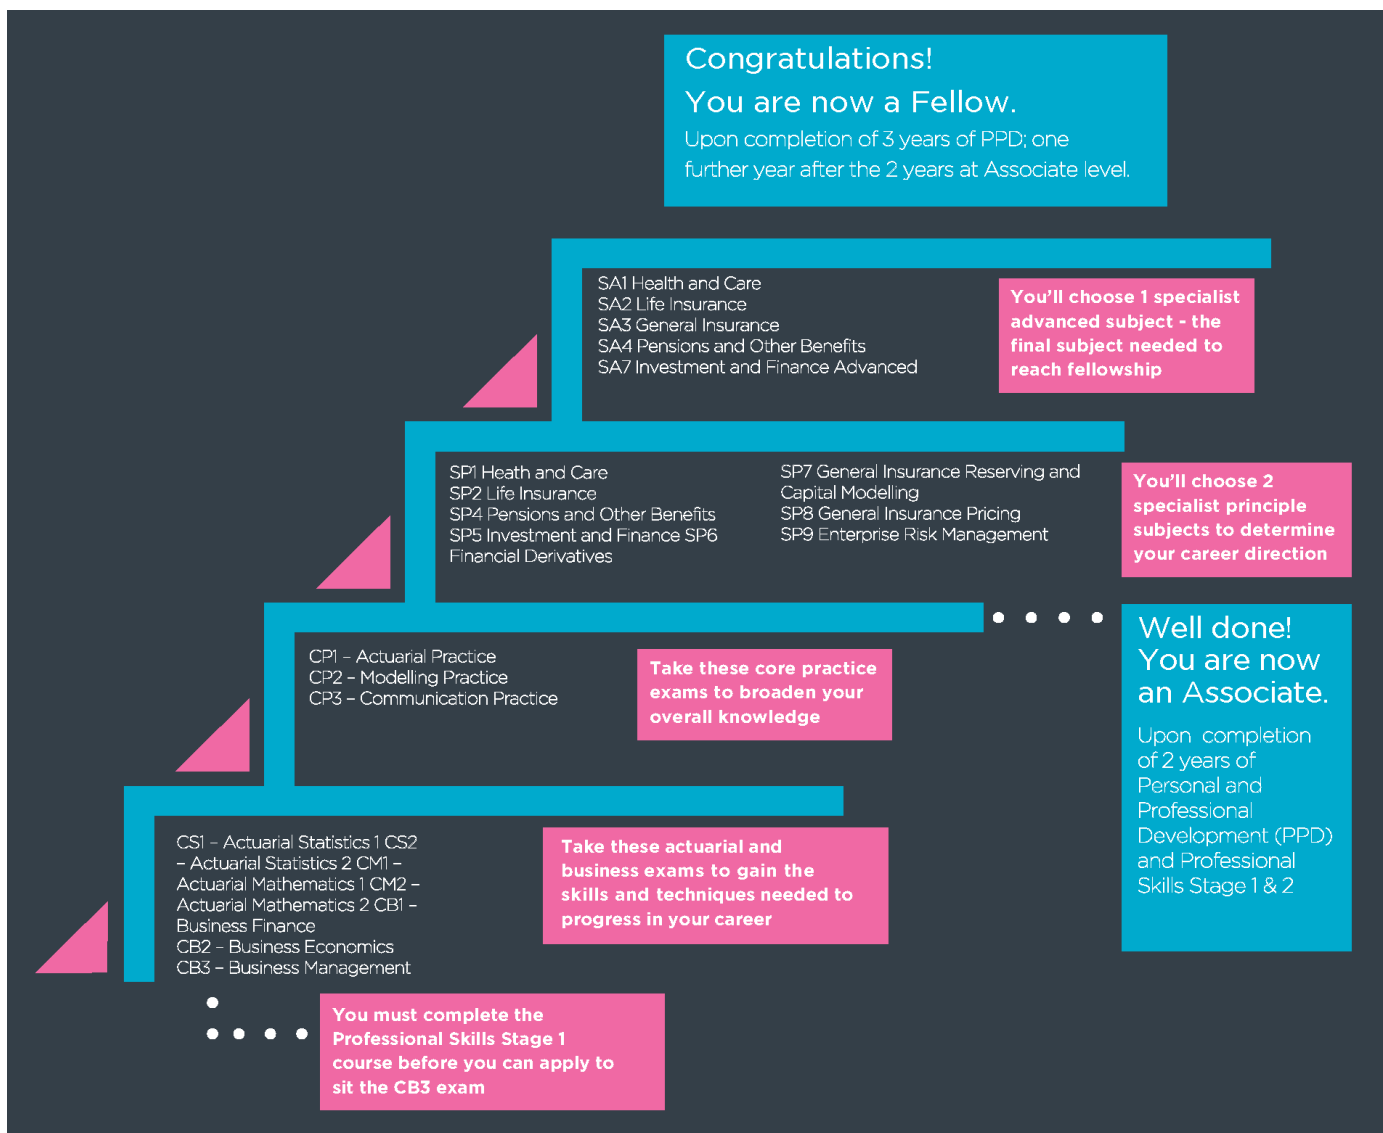 Congratulations!
You are now a Fellow.
Upon completion of 3 years of PPD; one
further year after the 2 years at Associate level.
SA1 Health and Care
SA2 Life Insurance
SA3 General Insurance
SA4 Pensions and Other Benefits
SA7 Investment and Finance Advanced
You'll choose 1 specialist
advanced subject - the
final subject needed to
reach fellowship
SP1 Heath and Care
SP2 Life Insurance
SP4 Pensions and Other Benefits
SP5 Investment and Finance SP6
Financial Derivatives
SP7 General Insurance Reserving and
Capital Modelling
SP8 General Insurance Pricing
SP9 Enterprise Risk Management
You'll choose 2
specialist principle
subjects to determine
your career direction
CP1 – Actuarial Practice
CP2 – Modelling Practice
CP3 – Communication Practice
Take these core practice
exams to broaden your
overall knowledge
Well done!
You are now
an Associate.
Upon completion
of 2 years of
Personal and
Professional
Development (PPD)
and Professional
Skills Stage 1 & 2
CS1 – Actuarial Statistics 1 CS2
– Actuarial Statistics 2 CM1 –
Actuarial Mathematics 1 CM2 –
Actuarial Mathematics 2 CB1 –
Business Finance
CB2 – Business Economics
CB3 – Business Management
Take these actuarial and
business exams to gain the
skills and techniques needed to
progress in your career
You must complete the
Professional Skills Stage 1
course before you can apply to
sit the CB3 exam